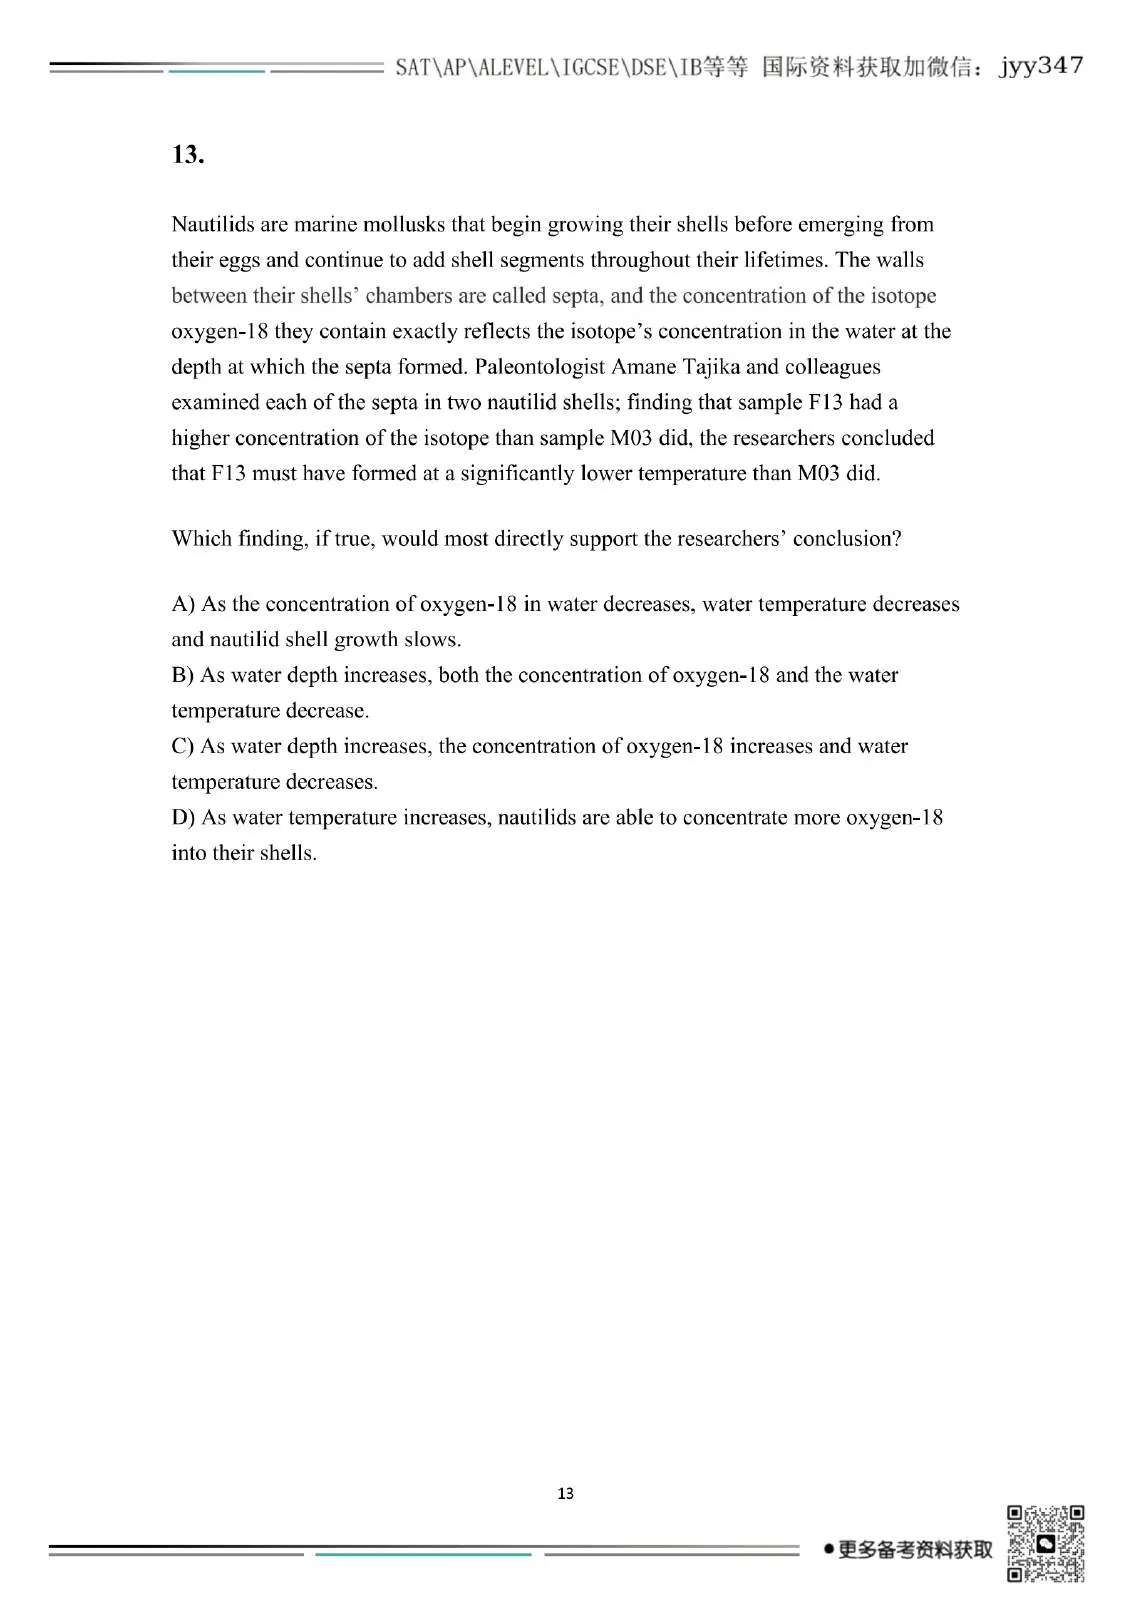 SAT\AP\ALEVEL\IGCSE\DSE\IB等等 国际资料获取加微信：jyy347
13.
Nautilids are marine mollusks that begin growing their shells before emerging from
their eggs and continue to add shell segments throughout their lifetimes. The walls
between their shells’ chambers are called septa, and the concentration of the isotope
oxygen-18 they contain exactly reflects the isotope’s concentration in the water at the
depth at which the septa formed. Paleontologist Amane Tajika and colleagues
examined each of the septa in two nautilid shells; finding that sample F13 had a
higher concentration of the isotope than sample M03 did, the researchers concluded
that F13 must have formed at a significantly lower temperature than M03 did.
Which finding, if true, would most directly support the researchers’ conclusion?
A) As the concentration of oxygen-18 in water decreases, water temperature decreases
and nautilid shell growth slows.
B) As water depth increases, both the concentration of oxygen-18 and the water
temperature decrease.
C) As water depth increases, the concentration of oxygen-18 increases and water
temperature decreases.
D) As water temperature increases, nautilids are able to concentrate more oxygen-18
into their shells.
13
●更多备考资料获取